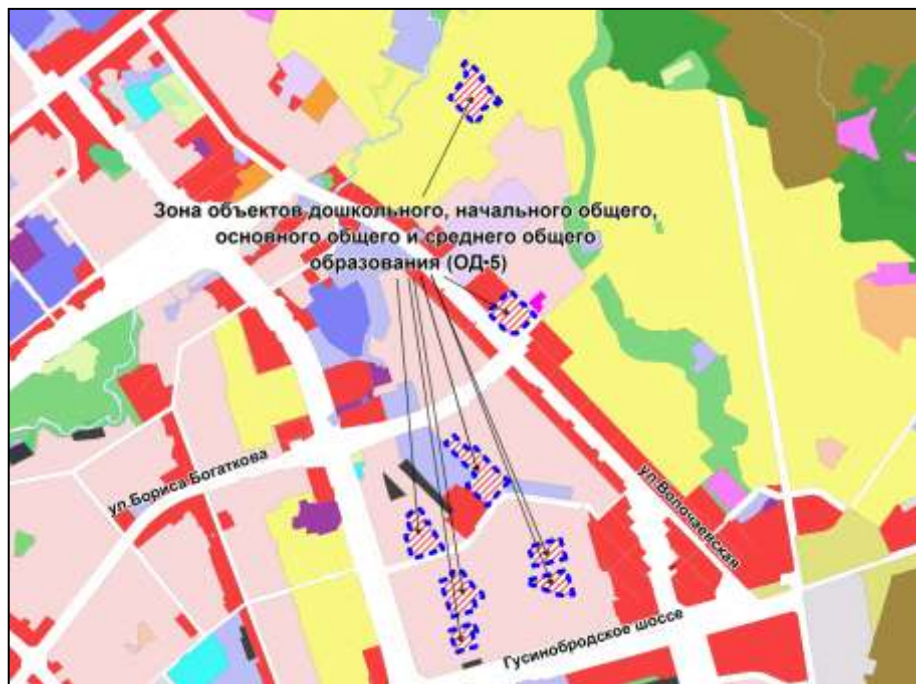 Зона объектов дошкольного, начального общего,
основного общего и среднего общего
образования (ОД-5)
ул.Бориса Богаткова
ул.Волочаевская
Гусинобродское шоссе